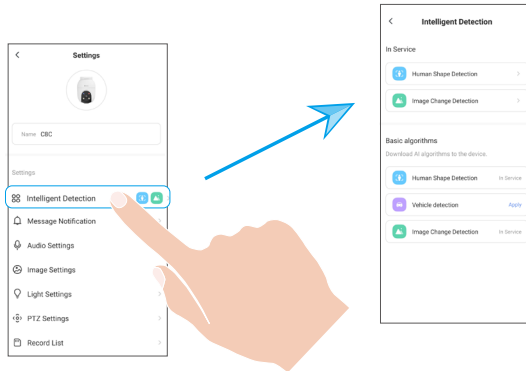 Settings
Name CBC
Settings
Intelligent Detection
Message Notification
Audio Settings
Image Settings
Light Settings
PTZ Settings
Record List
Intelligent Detection
In Service
Human Shape Detection
Image Change Detection
Basic algorithms
Download AI algorithms to the device.
Human Shape Detection In Service
Vehicle detection Apply
Image Change Detection In Service